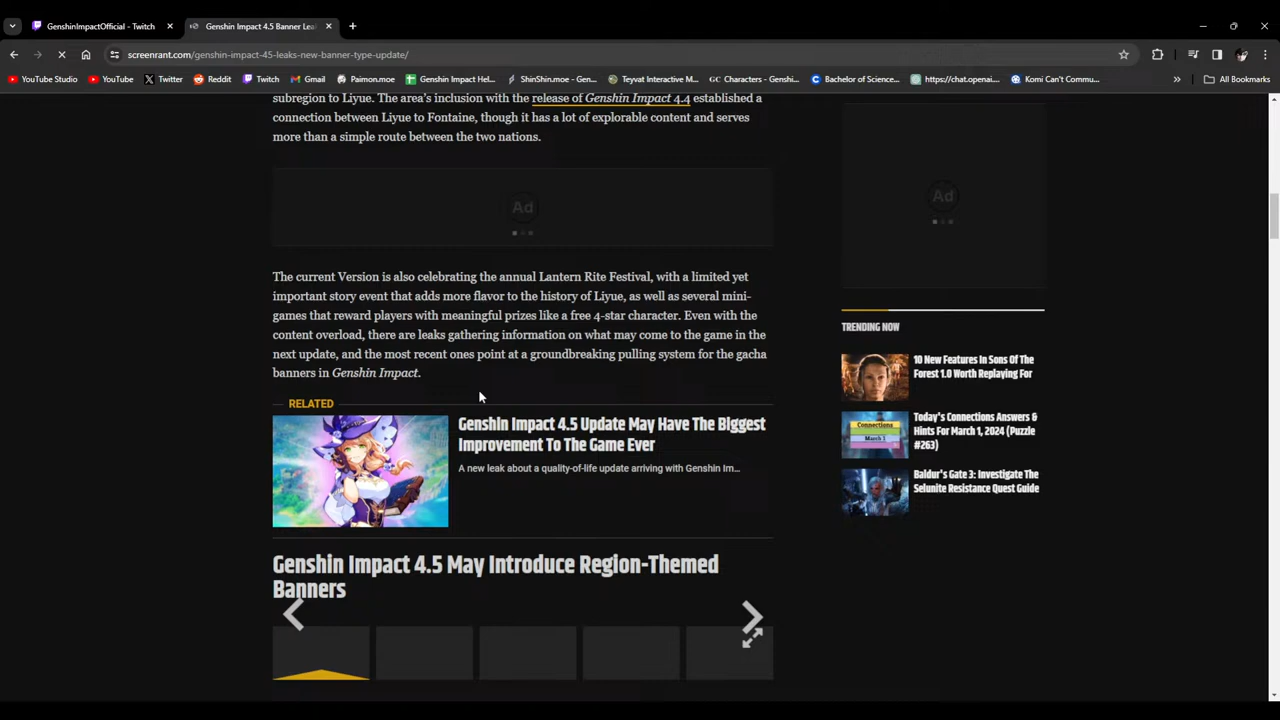 GenshinImpactOfficial - Twitch
Genshin Impact 4.5 Banner Lea
screenrant.com/genshin-impact-45-leaks-new-banner-type-update/
YouTube Studio
YouTube
Twitter
Reddit
Twitch
Gmail
Paimon.moe
Genshin Impact Hel...
ShinShin.moe - Gen...
Teyvat Interactive M...
GC Characters - Genshi...
Bachelor of Science...
https://chat.openai....
Komi Can't Commu...
All Bookmarks
subregion to Liyue. The area's inclusion with the release of Genshin Impact 4.4 established a
connection between Liyue to Fontaine, though it has a lot of explorable content and serves
more than a simple route between the two nations.
Ad
Ad
The current Version is also celebrating the annual Lantern Rite Festival, with a limited yet
important story event that adds more flavor to the history of Liyue, as well as several mini-
games that reward players with meaningful prizes like a free 4-star character. Even with the
content overload, there are leaks gathering information on what may come to the game in the
next update, and the most recent ones point at a groundbreaking pulling system for the gacha
banners in Genshin Impact.
RELATED
Genshin Impact 4.5 Update May Have The Biggest
Improvement To The Game Ever
A new leak about a quality-of-life update arriving with Genshin Im...
Genshin Impact 4.5 May Introduce Region-Themed
Banners
TRENDING NOW
10 New Features In Sons Of The
Forest 1.0 Worth Replaying For
Today's Connections Answers &
Hints For March 1, 2024 (Puzzle
#263)
Baldur's Gate 3: Investigate The
Selunite Resistance Quest Guide